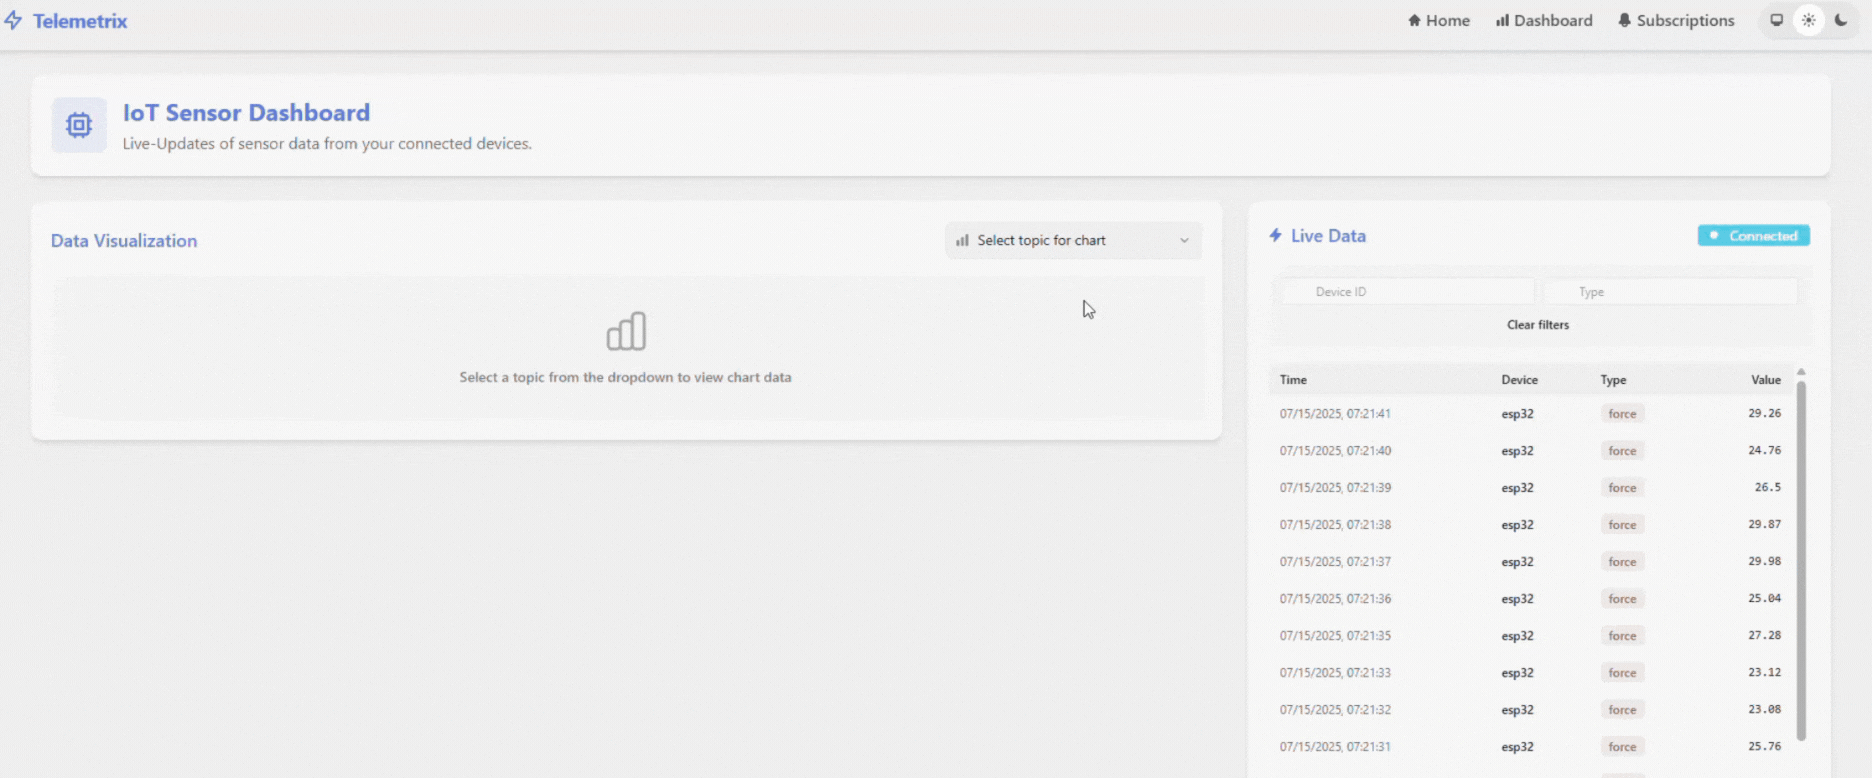 Telemetrix
Home Dashboard Subscriptions
IoT Sensor Dashboard
Live-Updates of sensor data from your connected devices.
Data Visualization
Select topic for chart
Select a topic from the dropdown to view chart data
Live Data
Connected
Device ID Type
Clear filters
Time Device Type Value
07/15/2025, 07:21:41 esp32 force 29.26
07/15/2025, 07:21:40 esp32 force 24.76
07/15/2025, 07:21:39 esp32 force 26.5
07/15/2025, 07:21:38 esp32 force 29.87
07/15/2025, 07:21:37 esp32 force 29.98
07/15/2025, 07:21:36 esp32 force 25.04
07/15/2025, 07:21:35 esp32 force 27.28
07/15/2025, 07:21:33 esp32 force 23.12
07/15/2025, 07:21:32 esp32 force 23.08
07/15/2025, 07:21:31 esp32 force 25.76